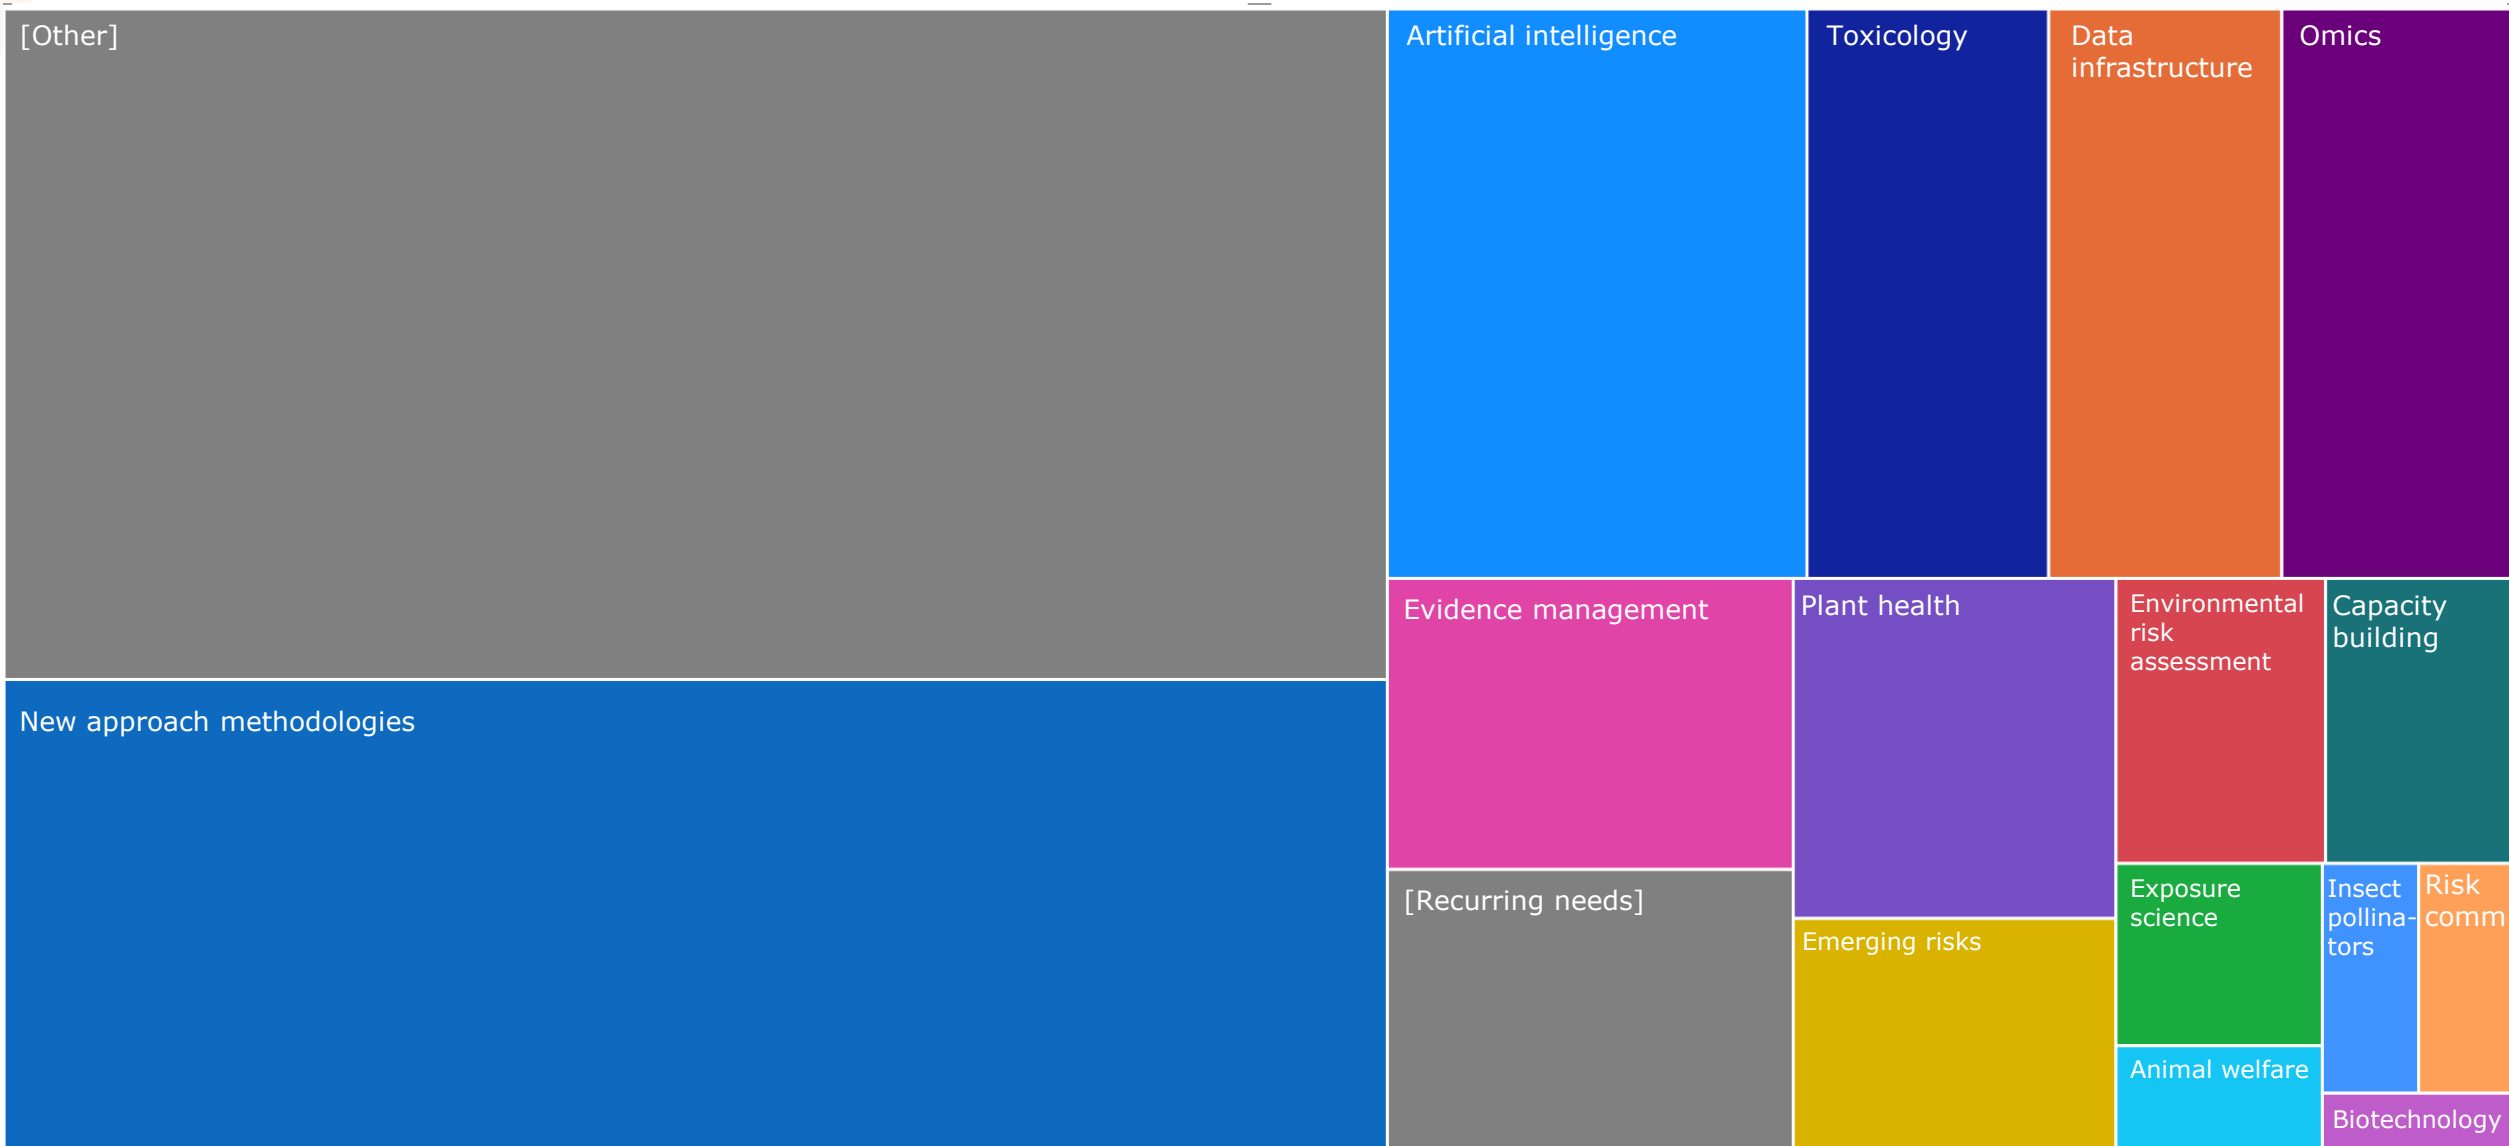 [Other]
Artificial intelligence
Toxicology
Data
infrastructure
Omics
New approach methodologies
Evidence management
Plant health
Environmental
risk
assessment
Capacity
building
[Recurring needs]
Emerging risks
Exposure
science
Insect
pollina-
tors
Risk
comm
Animal welfare
Biotechnology